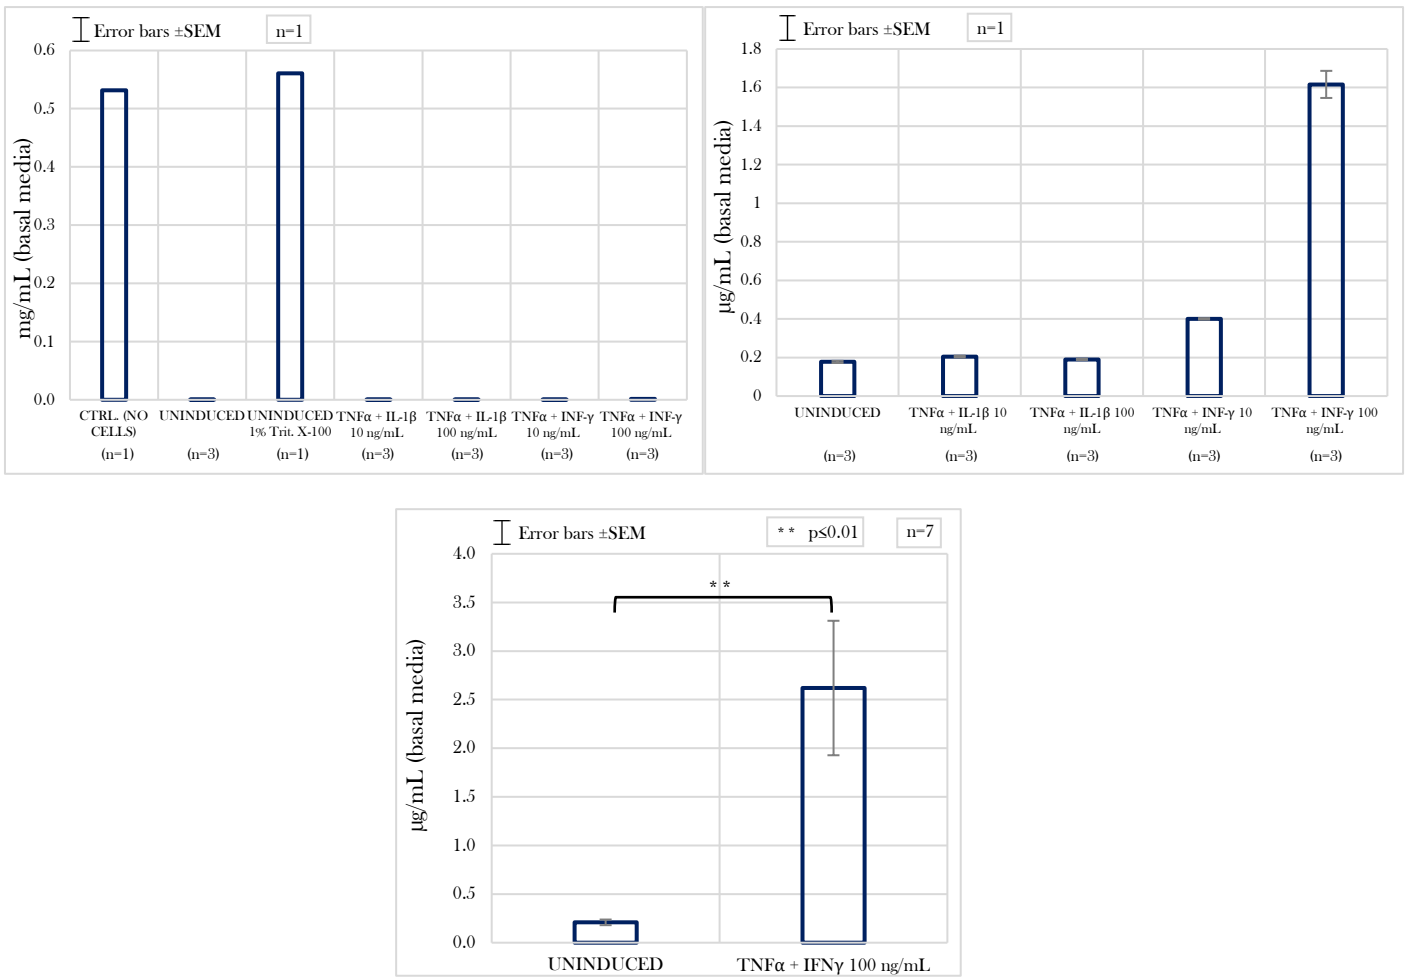 Error bars ±SEM
n=1
mg/mL (basal media)
0.6
0.5
0.4
0.3
0.2
0.1
0.0
CTRL. (NO CELLS)
(n=1)
UNINDUCED
(n=3)
UNINDUCED
1% Trit. X-100
(n=1)
TNFα + IL-1β
10 ng/mL
(n=3)
TNFα + IL-1β
100 ng/mL
(n=3)
TNFα + INF-γ
10 ng/mL
(n=3)
TNFα + INF-γ
100 ng/mL
(n=3)
Error bars ±SEM
n=1
µg/mL (basal media)
1.8
1.6
1.4
1.2
1
0.8
0.6
0.4
0.2
0
UNINDUCED
(n=3)
TNFα + IL-1β 10
ng/mL
(n=3)
TNFα + IL-1β 100
ng/mL
(n=3)
TNFα + INF-γ 10
ng/mL
(n=3)
TNFα + INF-γ 100
ng/mL
(n=3)
Error bars ±SEM
** p≤0.01
n=7
µg/mL (basal media)
4.0
3.5
3.0
2.5
2.0
1.5
1.0
0.5
0.0
**
UNINDUCED
TNFα + IFNγ 100 ng/mL